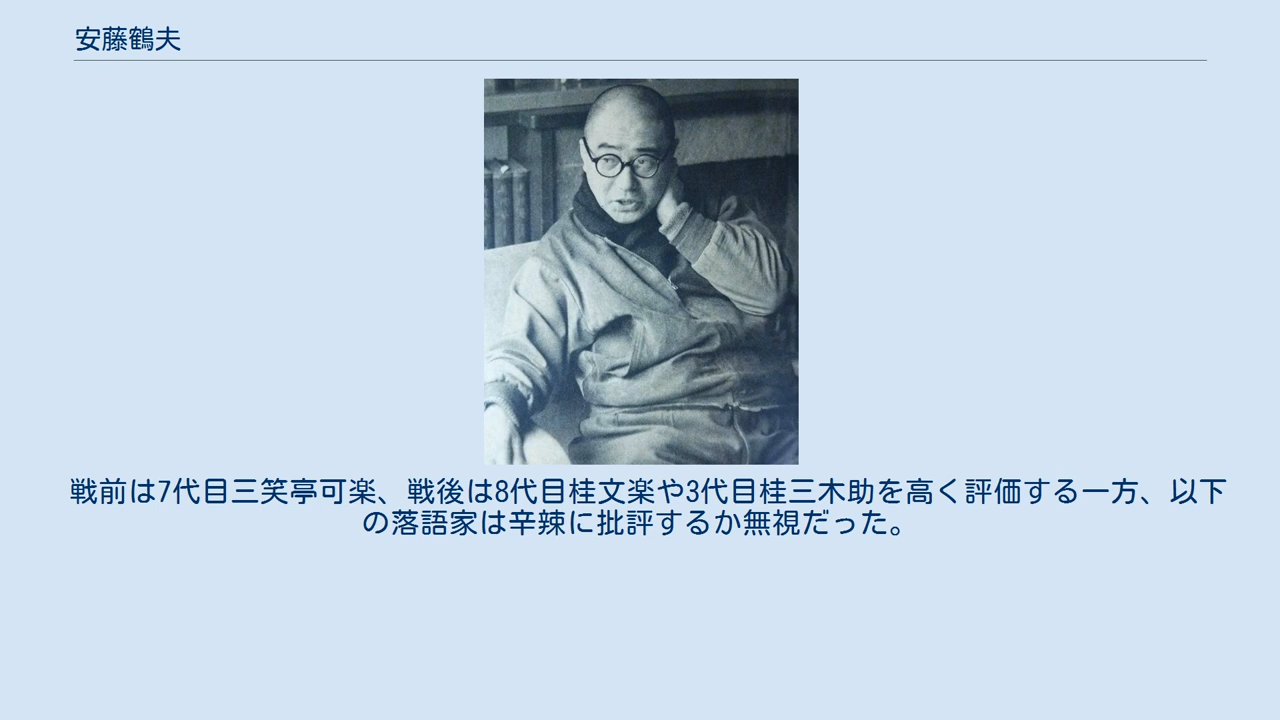 安藤鶴夫
戦前は7代目三笑亭可楽、戦後は8代目桂文楽や3代目桂三木助を高く評価する一方、以下
の落語家は辛辣に批評するか無視だった。